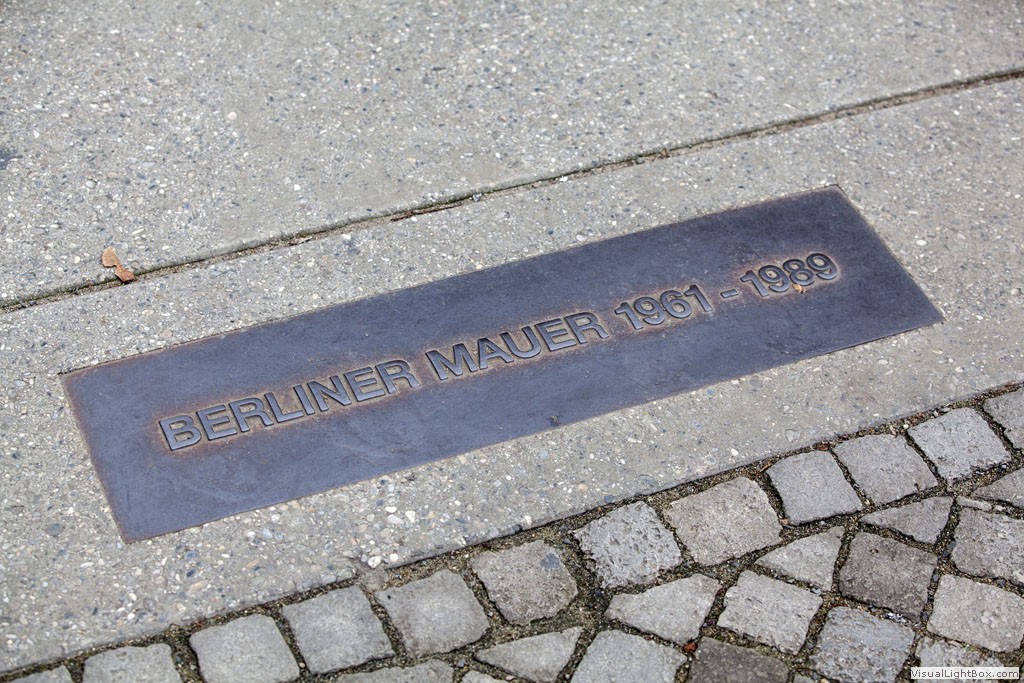 BERLINER MAUER 1961 - 1989
VisualLightBox.com